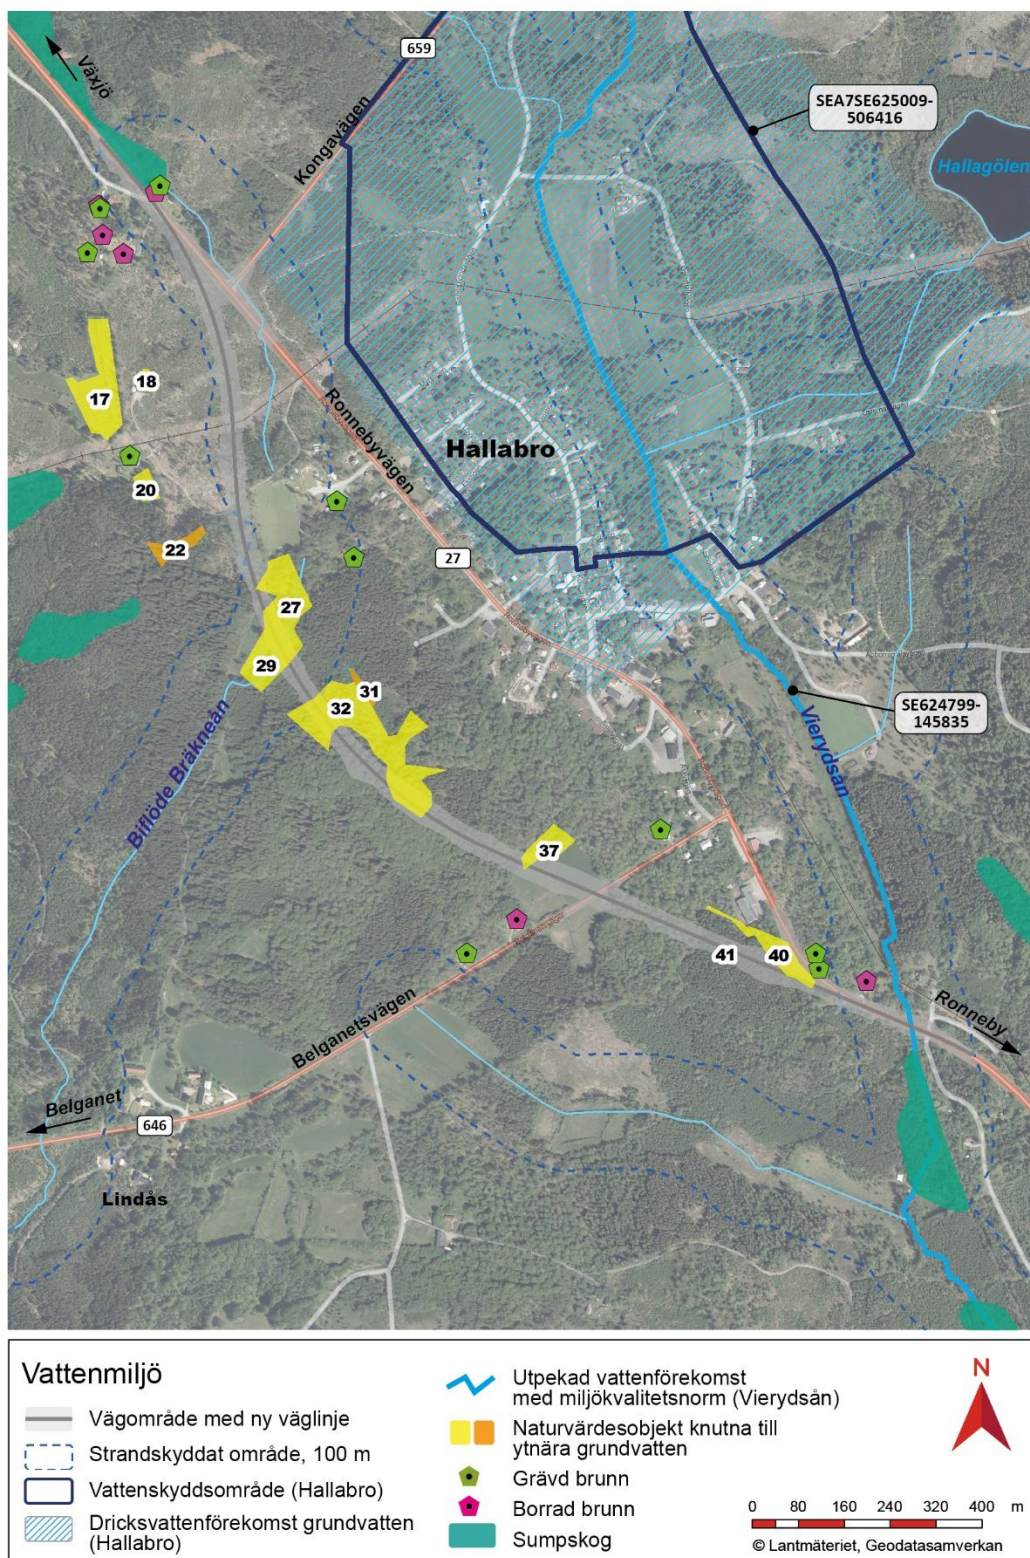 Växjö
659
Kongavägen
SEA7SE625009-
506416
Hallagölen
17
18
Ronnebyvägen
Hallabro
20
22
27
27
29
31
32
SE624799-
145835
Vierydsan
Biflöde Bräkneån
37
41
40
Ronneby
Belganetsvägen
Belganet
646
Lindås
Vattenmiljö
Vägområde med ny väglinje
Strandskyddat område, 100 m
Vattenskyddsområde (Hallabro)
Dricksvattenförekomst grundvatten
(Hallabro)
Utpekad vattenförekomst
med miljökvalitetsnorm (Vierydsån)
Naturvärdesobjekt knutna till
ytnära grundvatten
Grävd brunn
Borrad brunn
Sumpskog
N
0 80 160 240 320 400 m
© Lantmäteriet, Geodatasamverkan